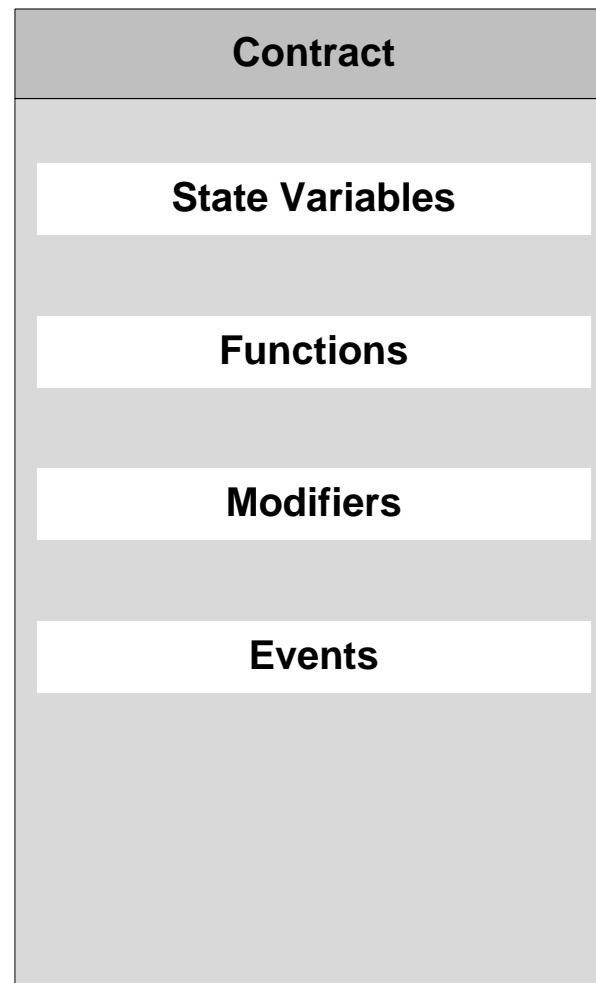 Contract
State Variables
Functions
Modifiers
Events